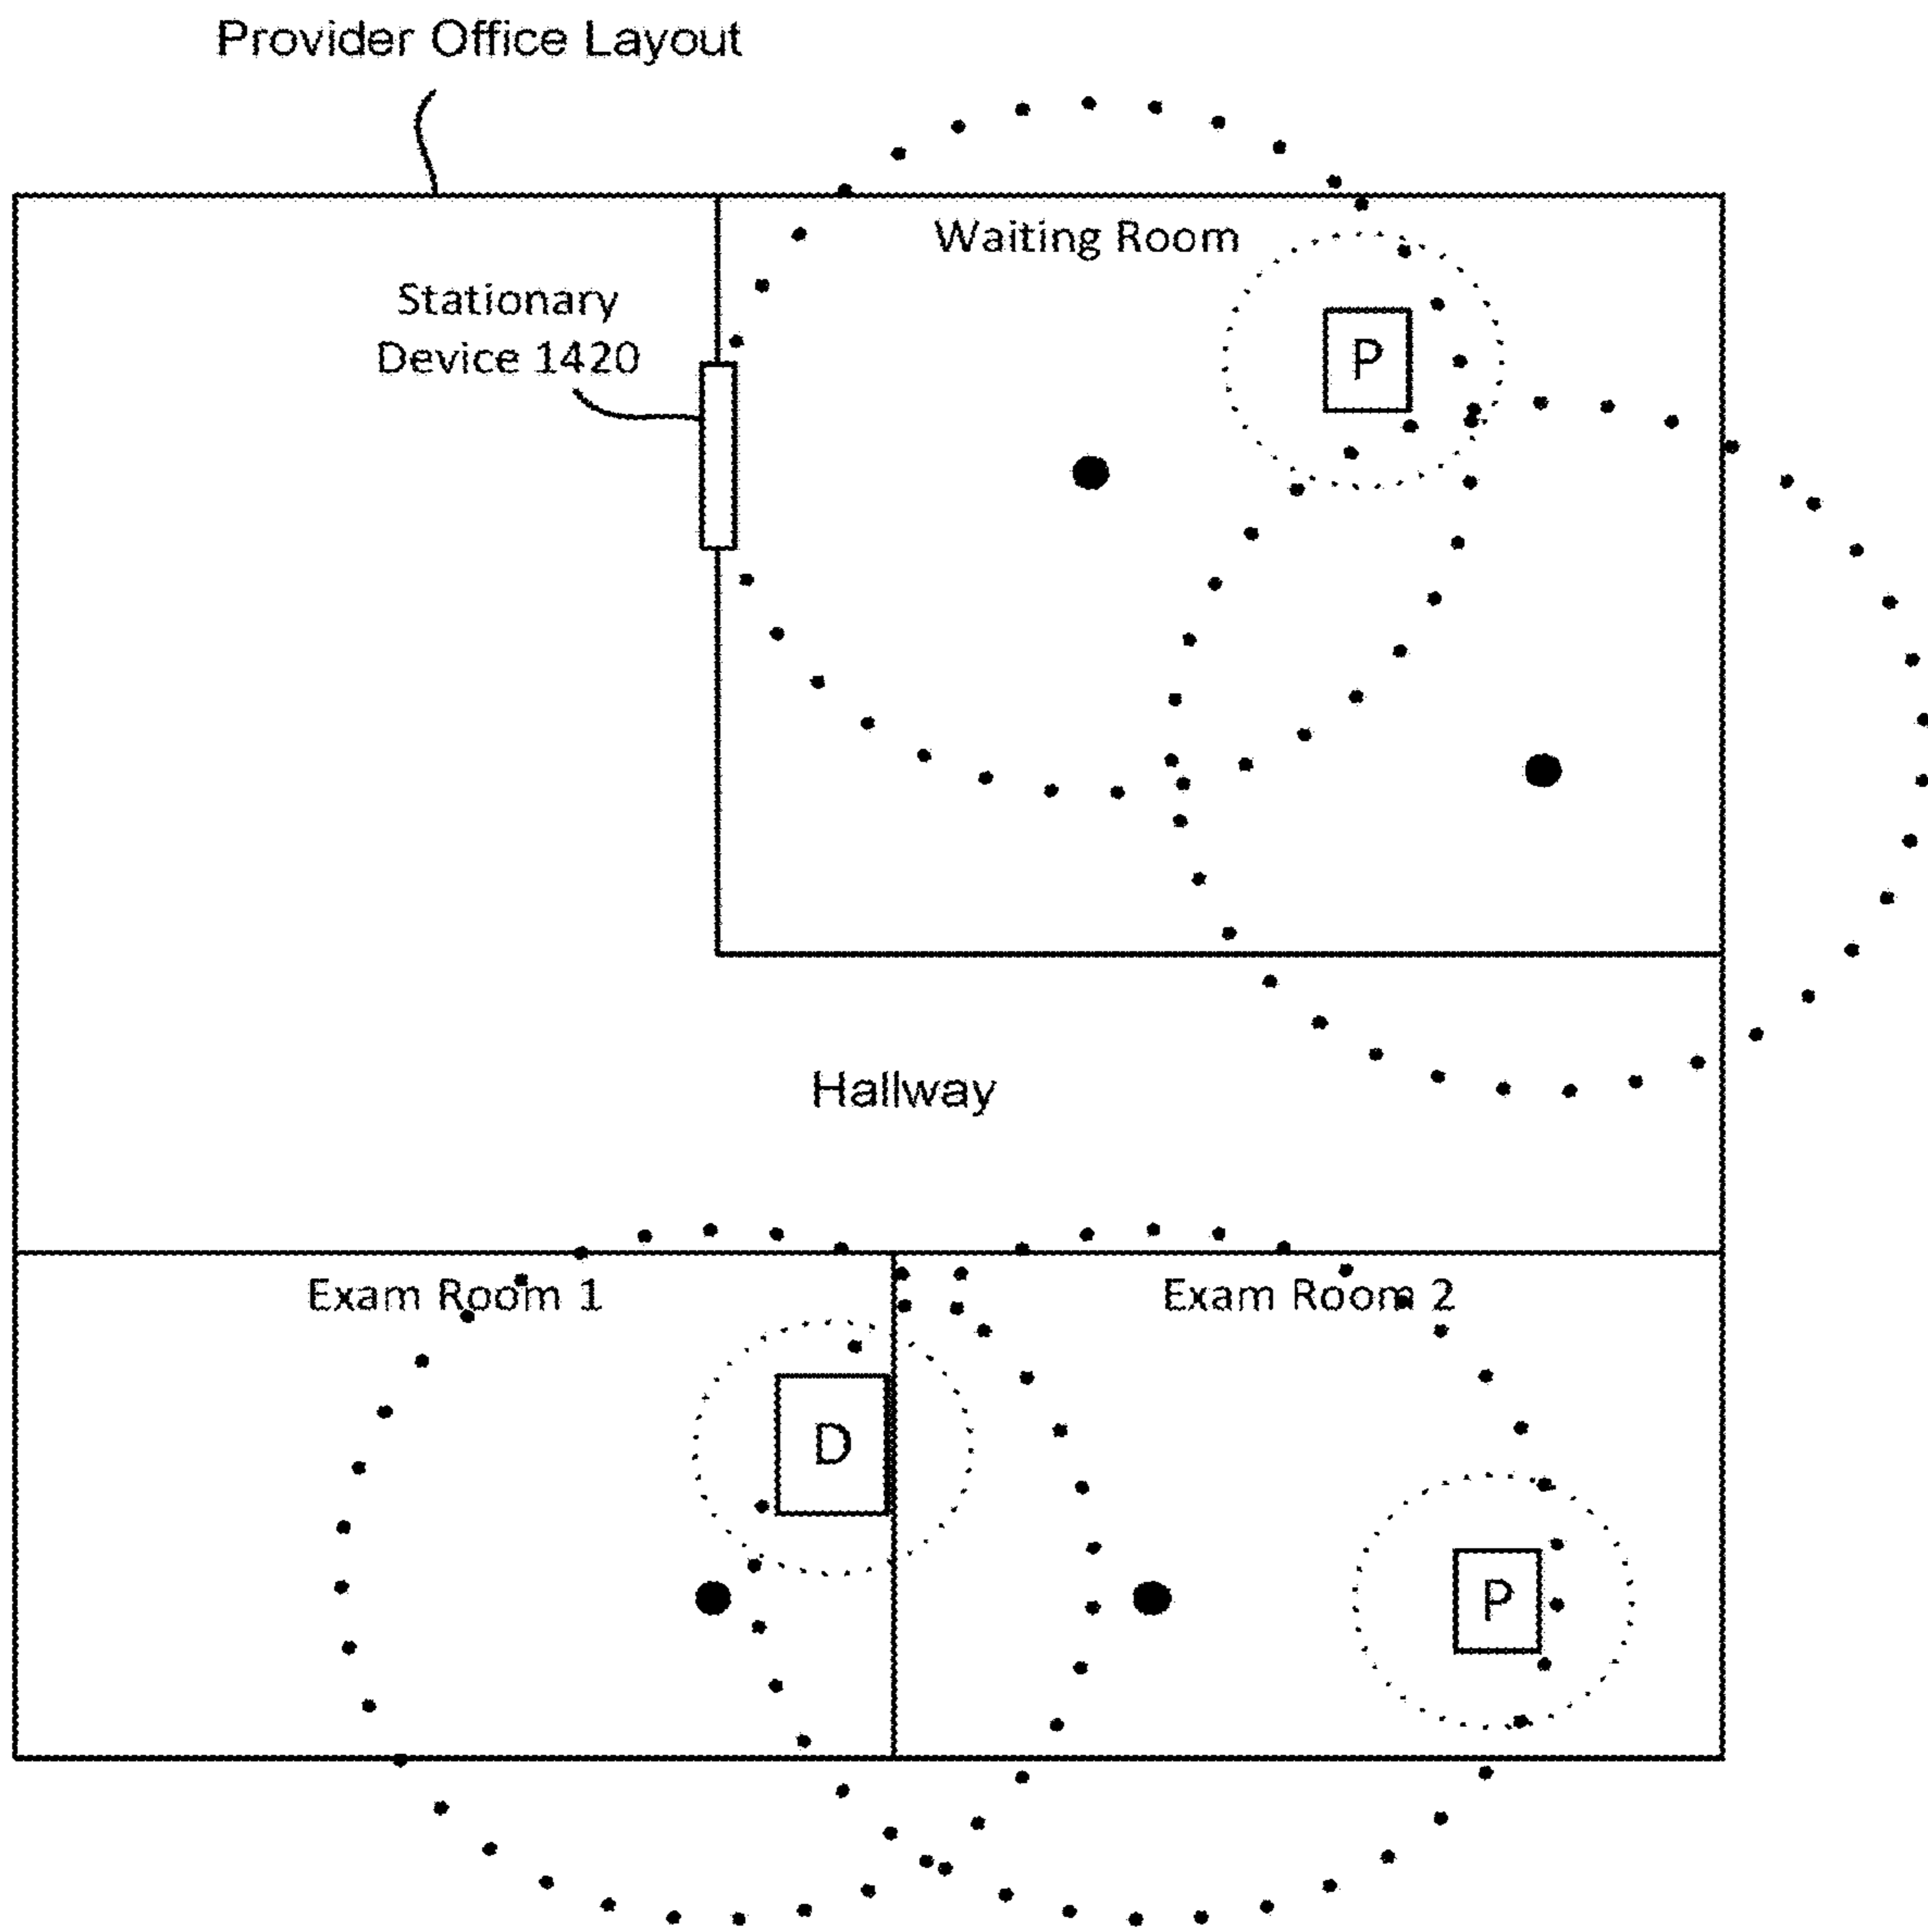 Provider Office Layout
Waiting Room
Stationary
Device 1420
P
Hallway
Exam Room 1
Exam Room 2
D
P